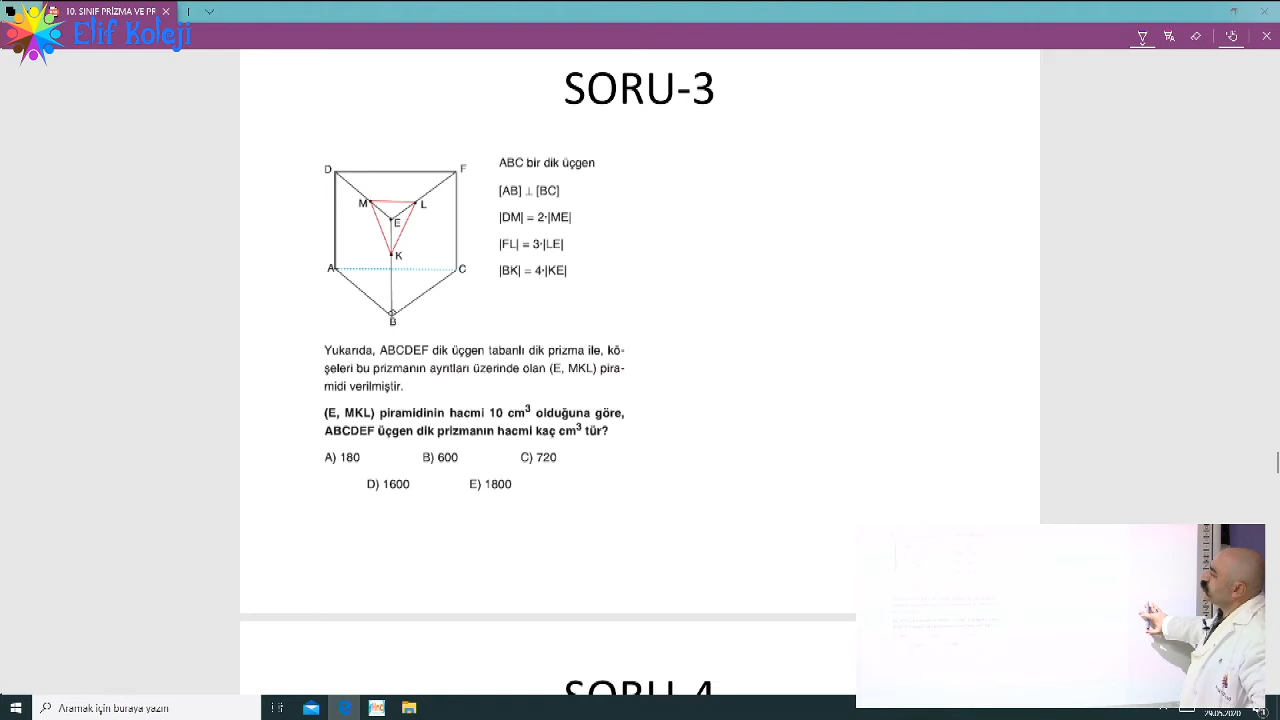 10. SINIF PRİZMA VE PR
Elif Koleji
SORU-3
D
F
M
L
E
K
A
C
B
ABC bir dik üçgen
[AB] ⊥ [BC]
|DM| = 2·|ME|
|FL| = 3·|LE|
|BK| = 4·|KE|
Yukarıda, ABCDEF dik üçgen tabanlı dik prizma ile, kö-
şeleri bu prizmanın ayrıtları üzerinde olan (E, MKL) pira-
midi verilmiştir.
(E, MKL) piramidinin hacmi 10 cm³ olduğuna göre,
ABCDEF üçgen dik prizmanın hacmi kaç cm³ tür?
A) 180 B) 600 C) 720
D) 1600 E) 1800
SORU-4
Aramak için buraya yazın
29.05.2020